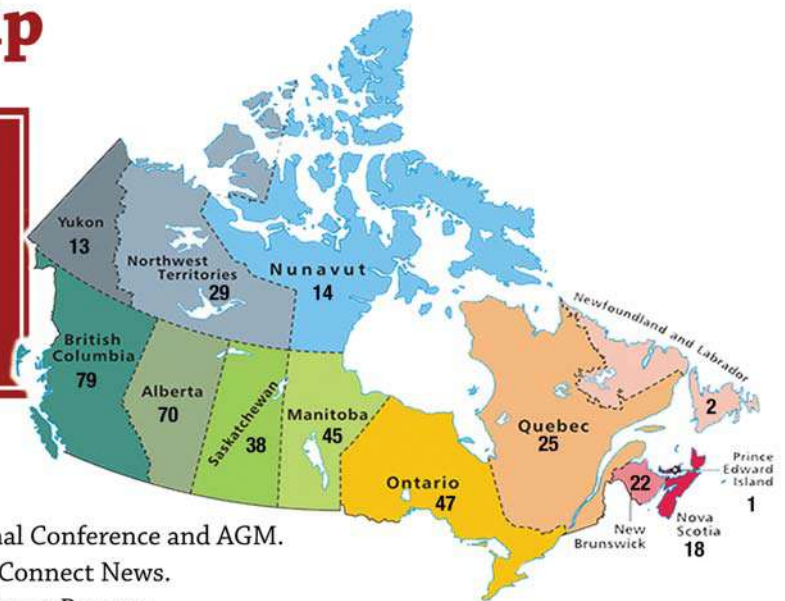 Yukon
13
Northwest
Territories
29
Nunavut
14
British
Columbia
79
Alberta
70
Saskatchewan
38
Manitoba
45
Ontario
47
Quebec
25
Newfoundland and Labrador
2
Prince
Edward
Island
1
22
New
Brunswick
Nova
Scotia
18
Conference and AGM.
Connect News.